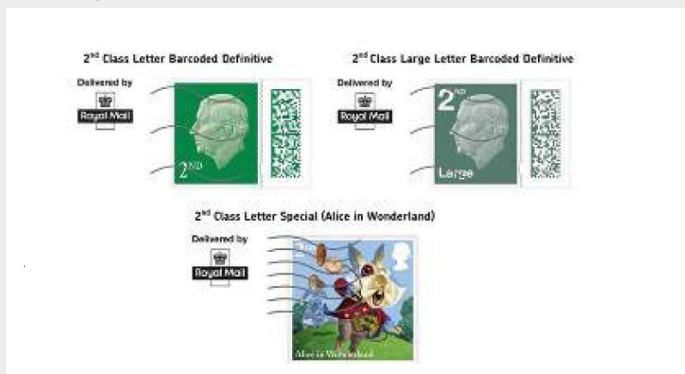 2nd Class Letter Barcoded Definitive
2nd Class Large Letter Barcoded Definitive
Delivered by
Royal Mail
2ND
Delivered by
Royal Mail
2ND
Large
2nd Class Letter Special (Alice in Wonderland)
Delivered by
Royal Mail
Alice in Wonderland